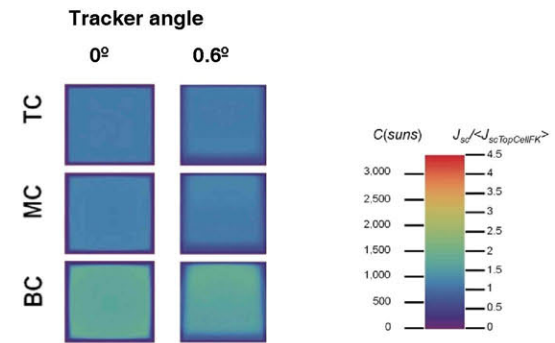 Tracker angle
0º 0.6º
TC
MC
BC
C(suns) Jsc/<JscTopCellFK>
4.5
3.000 4
3.5
2.500 3
2.000 2.5
2
1.500 1.5
1.000 1
500 0.5
0 0